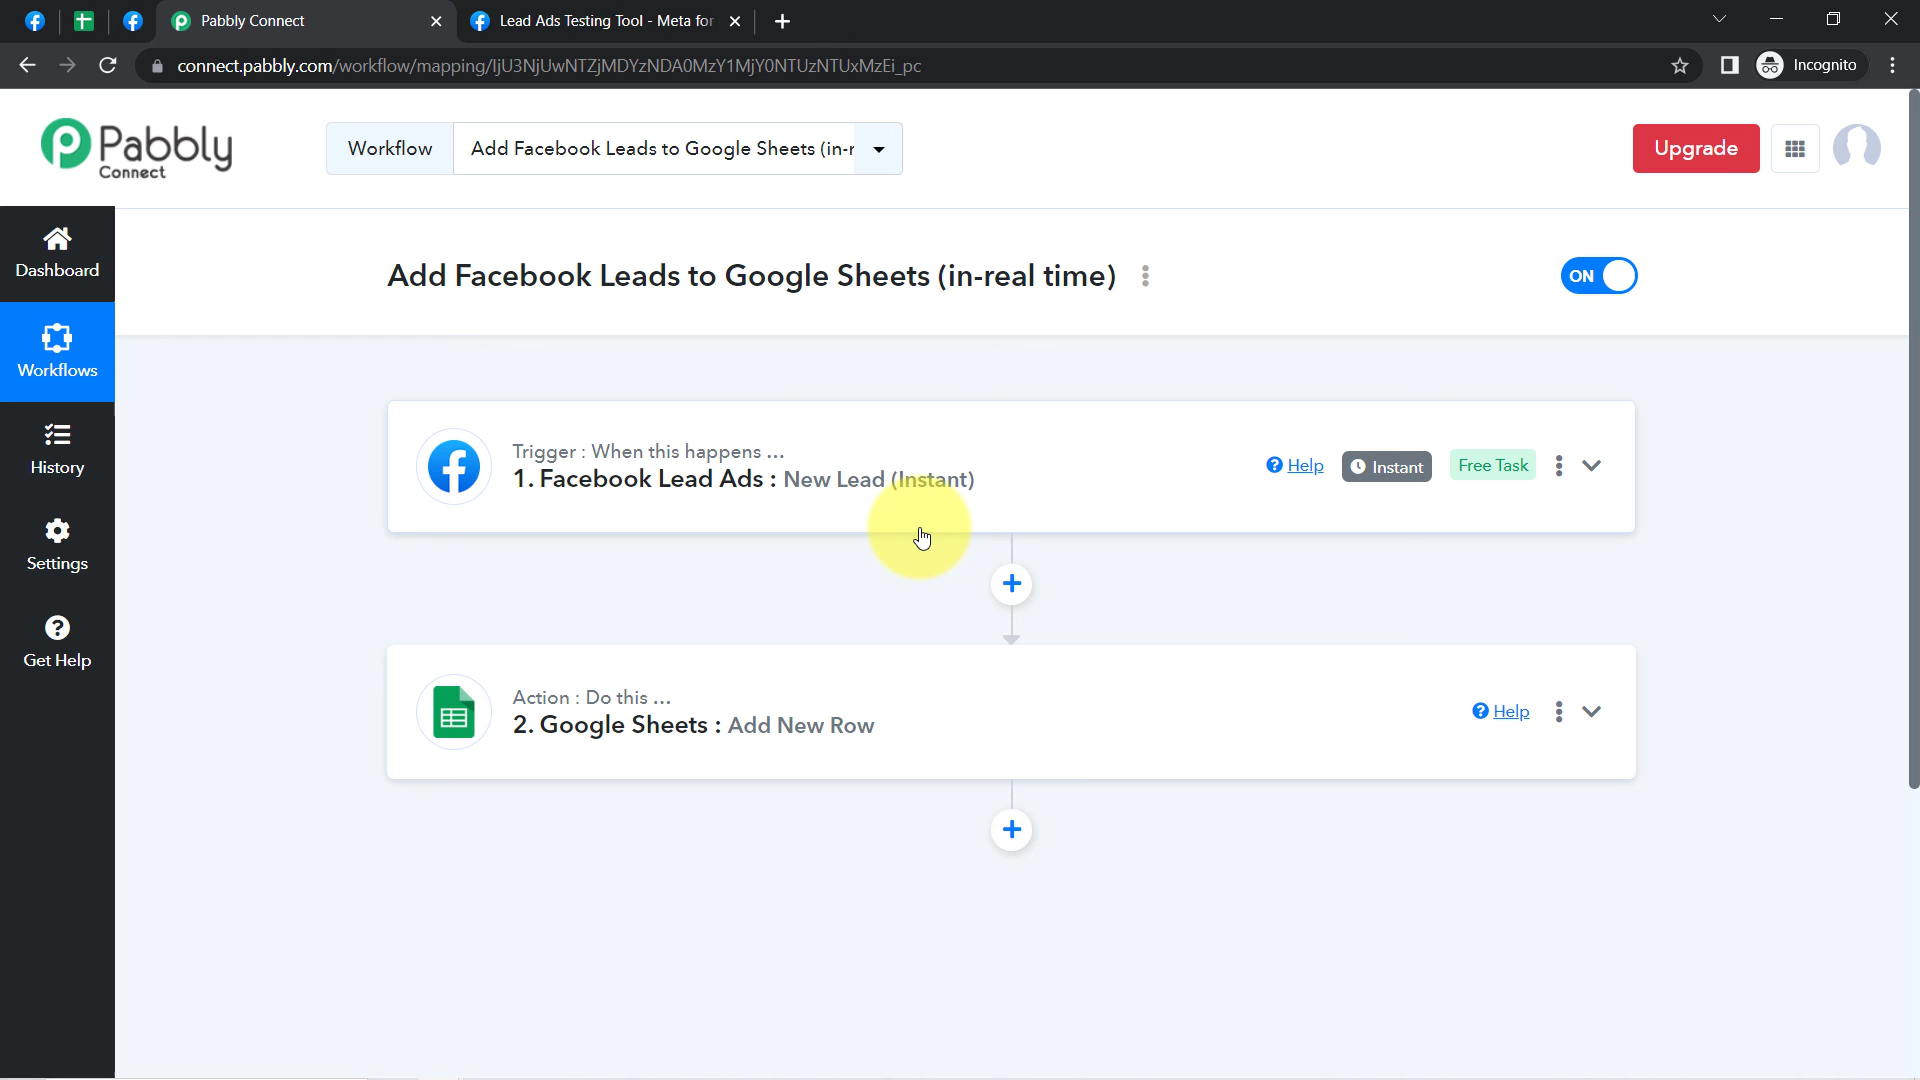 Pabbly Connect
Lead Ads Testing Tool - Meta for
connect.pabbly.com/workflow/mapping/IjU3NjUwNTZjMDYzNDA0MzY1MjY0NTUzNTUxMzEi_pc
Incognito
Pabbly
Connect
Workflow
Add Facebook Leads to Google Sheets (in-r
Upgrade
Dashboard
Workflows
History
Settings
Get Help
Add Facebook Leads to Google Sheets (in-real time)
ON
Trigger : When this happens ...
1. Facebook Lead Ads : New Lead (Instant)
Help
Instant
Free Task
Action : Do this ...
2. Google Sheets : Add New Row
Help